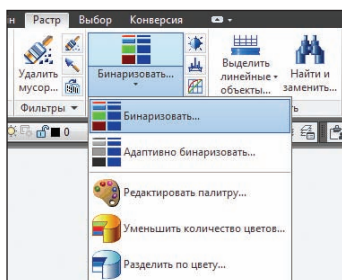 Растр Выбор Конверсия
Удалить мусор...
Бинаризовать...
Выделить линейные объекты...
Найти и заменить...
Фильтры
0
Бинаризовать...
Адаптивно бинаризовать...
Редактировать палитру...
Уменьшить количество цветов...
Разделить по цвету...